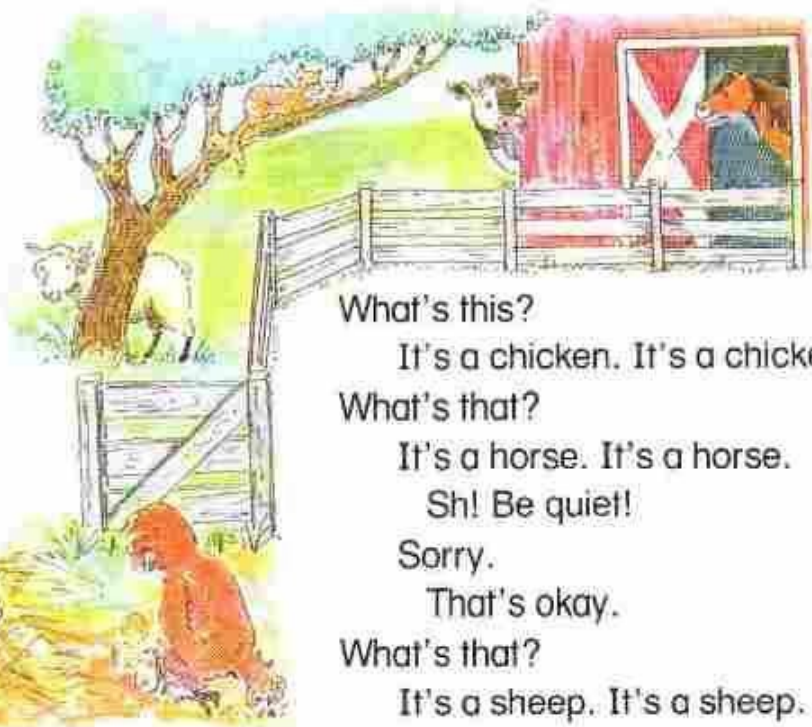 What's this?
It's a chicken. It's a
What's that?
It's a horse. It's a horse.
Sh! Be quiet!
Sorry.
That's okay.
What's that?
It's a sheep. It's a sheep.